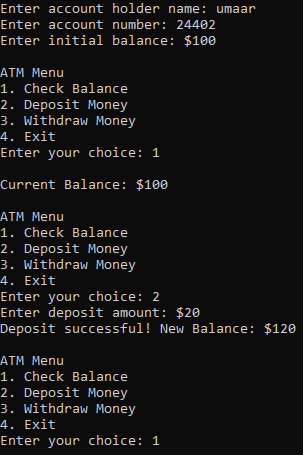 Enter account holder name: umaar
Enter account number: 24402
Enter initial balance: $100
ATM Menu
1. Check Balance
2. Deposit Money
3. Withdraw Money
4. Exit
Enter your choice: 1
Current Balance: $100
ATM Menu
1. Check Balance
2. Deposit Money
3. Withdraw Money
4. Exit
Enter your choice: 2
Enter deposit amount: $20
Deposit successful! New Balance: $120
ATM Menu
1. Check Balance
2. Deposit Money
3. Withdraw Money
4. Exit
Enter your choice: 1